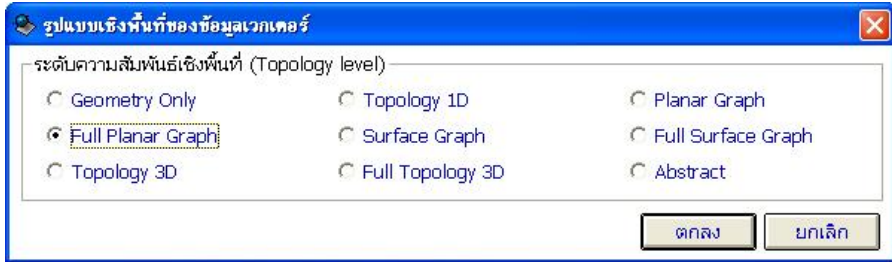 รูปแบบเชิงพื้นที่ของข้อมูลเวกเตอร์
ระดับความสัมพันธ์เชิงพื้นที่ (Topology level)
Geometry Only Topology 1D Planar Graph
Full Planar Graph Surface Graph Full Surface Graph
Topology 3D Full Topology 3D Abstract
ตกลง ยกเลิก